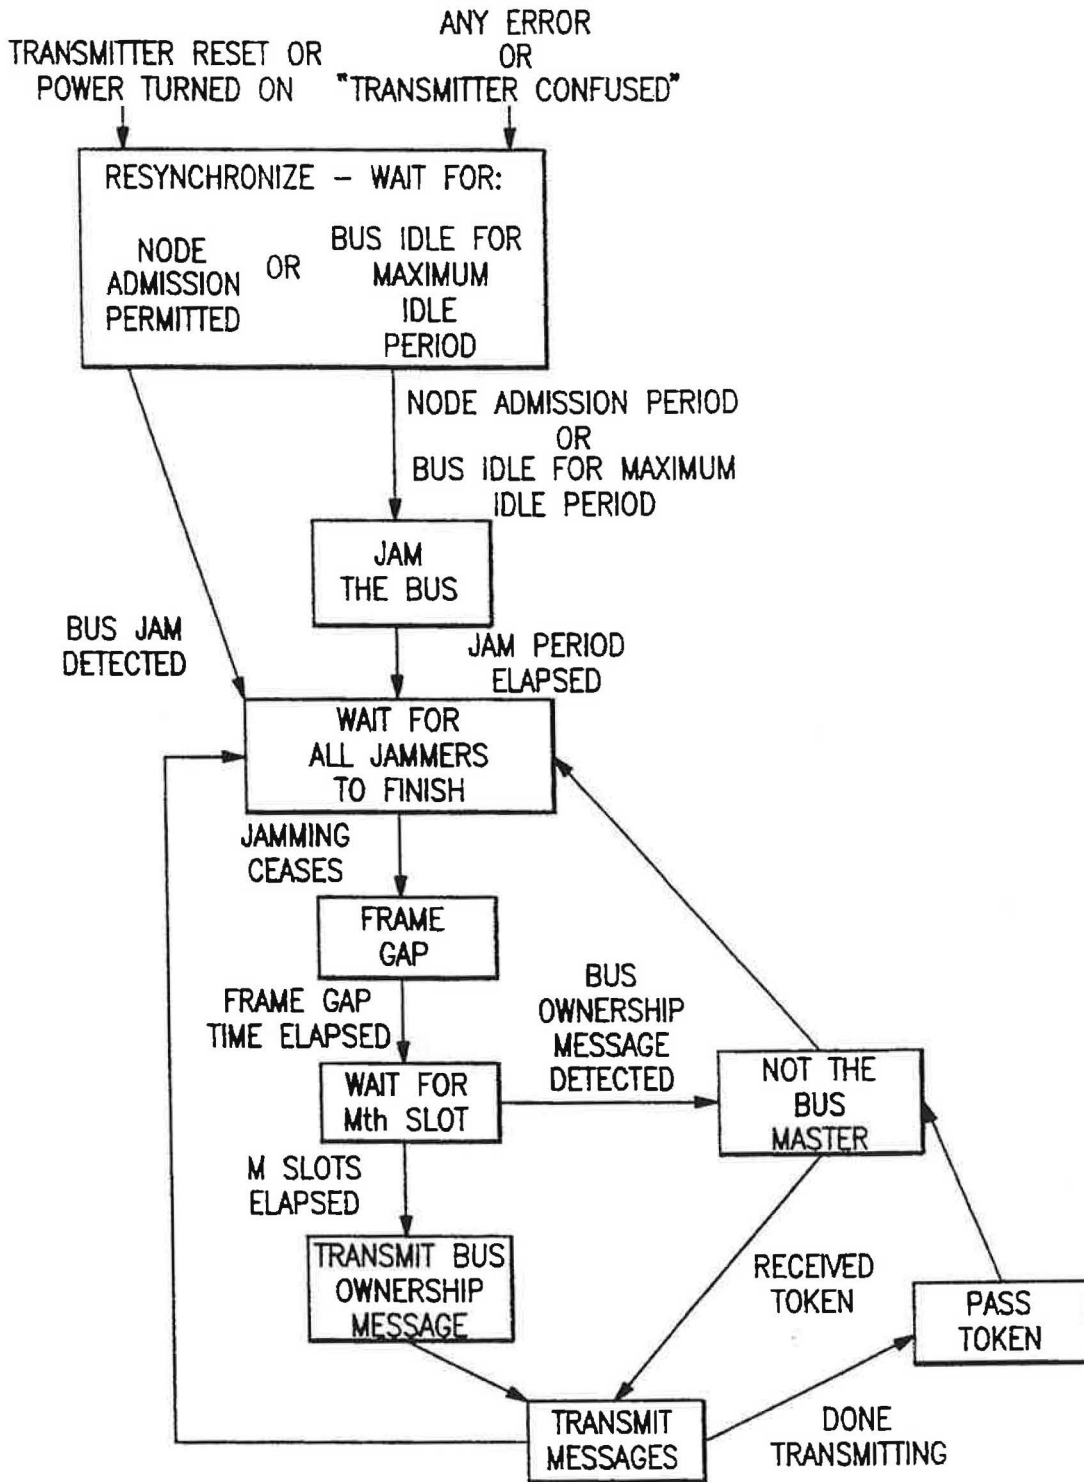 TRANSMITTER RESET OR
POWER TURNED ON
ANY ERROR
OR
"TRANSMITTER CONFUSED"
RESYNCHRONIZE – WAIT FOR:
NODE
ADMISSION
PERMITTED
OR
BUS IDLE FOR
MAXIMUM
IDLE
PERIOD
NODE ADMISSION PERIOD
OR
BUS IDLE FOR MAXIMUM
IDLE PERIOD
JAM
THE BUS
BUS JAM
DETECTED
JAM PERIOD
ELAPSED
WAIT FOR
ALL JAMMERS
TO FINISH
JAMMING
CEASES
FRAME
GAP
FRAME GAP
TIME ELAPSED
BUS
OWNERSHIP
MESSAGE
DETECTED
WAIT FOR
Mth SLOT
NOT THE
BUS
MASTER
M SLOTS
ELAPSED
TRANSMIT BUS
OWNERSHIP
MESSAGE
RECEIVED
TOKEN
PASS
TOKEN
TRANSMIT
MESSAGES
DONE
TRANSMITTING